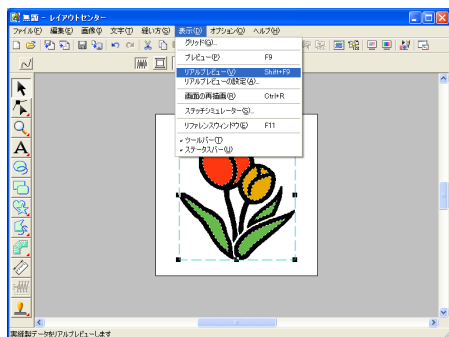 無題 - レイアウトセンター
ファイル(F) 編集(E) 画像(I) 文字(T) 縫い方(S) 表示(D) オプション(O) ヘルプ(H)
グリッド(G)...
プレビュー(P) F9
リアルプレビュー(V) Shift+F9
リアルプレビューの設定(A)...
画面の再描画(R) Ctrl+R
ステッチシミュレーター(S)...
リファレンスウィンドウ(E) F11
ツールバー(T)
ステータスバー(U)
A
実縫製データをリアルプレビューします